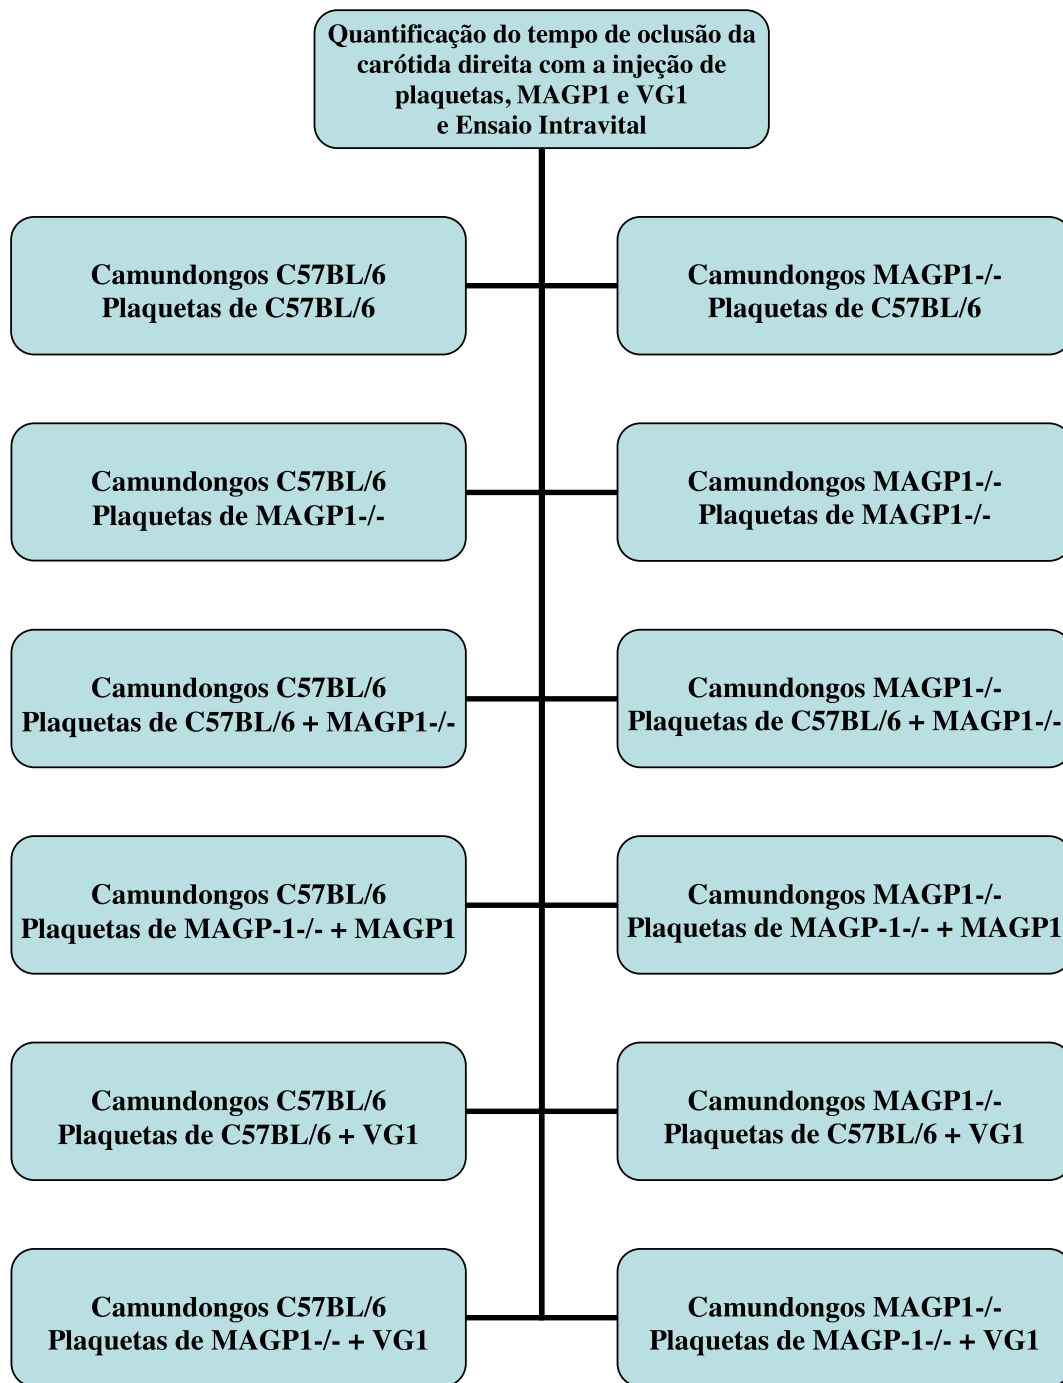 Quantificação do tempo de oclusão da
carótida direita com a injeção de
plaquetas, MAGP1 e VG1
e Ensaio Intravital
Camundongos C57BL/6
Plaquetas de C57BL/6
Camundongos MAGP1-/-
Plaquetas de C57BL/6
Camundongos C57BL/6
Plaquetas de MAGP1-/-
Camundongos MAGP1-/-
Plaquetas de MAGP1-/-
Camundongos C57BL/6
Plaquetas de C57BL/6 + MAGP1-/-
Camundongos MAGP1-/-
Plaquetas de C57BL/6 + MAGP1-/-
Camundongos C57BL/6
Plaquetas de MAGP-1-/- + MAGP1
Camundongos MAGP1-/-
Plaquetas de MAGP-1-/- + MAGP1
Camundongos C57BL/6
Plaquetas de C57BL/6 + VG1
Camundongos MAGP1-/-
Plaquetas de C57BL/6 + VG1
Camundongos C57BL/6
Plaquetas de MAGP1-/- + VG1
Camundongos MAGP1-/-
Plaquetas de MAGP-1-/- + VG1